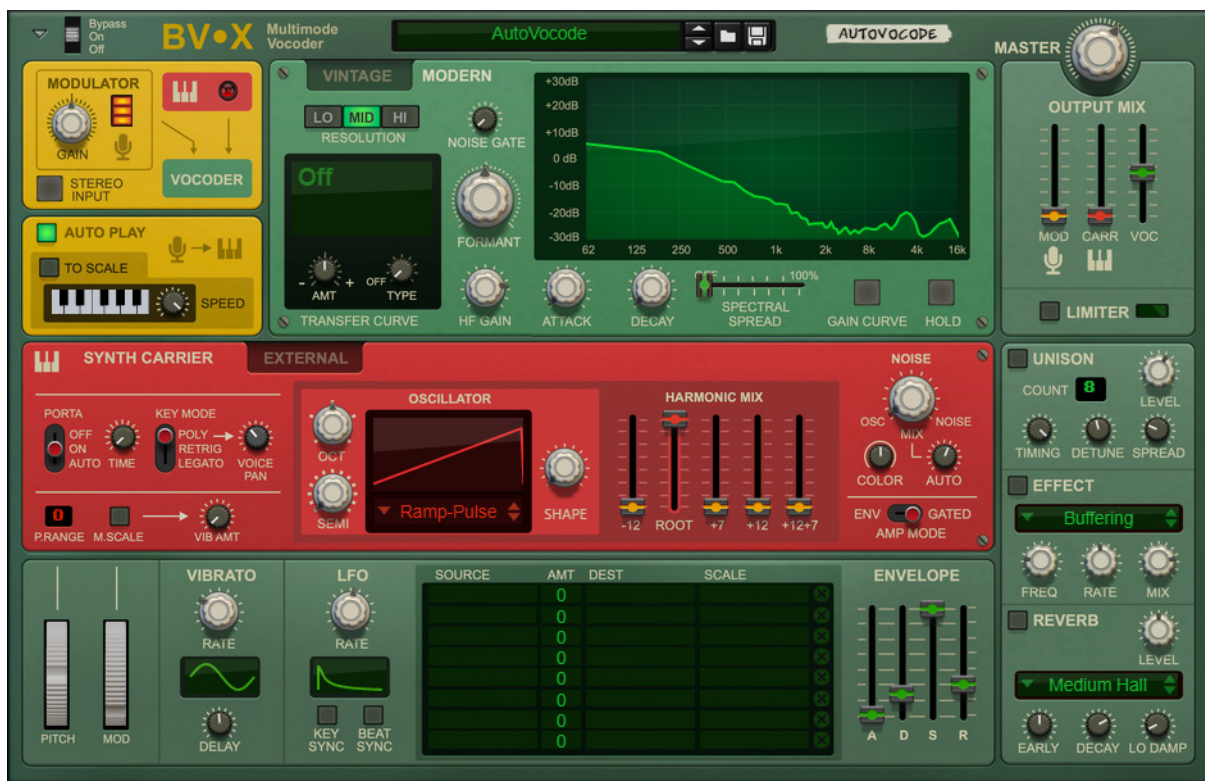 Bypass
On
Off
BV•X
Multimode
Vocoder
AutoVocode
AUTOVOCODE
MASTER
MODULATOR
GAIN
STEREO
INPUT
VOCODER
AUTO PLAY
TO SCALE
SPEED
VINTAGE
MODERN
LO MID HI
RESOLUTION
NOISE GATE
Off
FORMANT
- AMT + OFF TYPE
TRANSFER CURVE
+30dB
+20dB
+10dB
0 dB
-10dB
-20dB
-30dB
62 125 250 500 1k 2k 8k 4k 16k
HF GAIN
ATTACK
DECAY
OFF 100%
SPECTRAL
SPREAD
GAIN CURVE
HOLD
OUTPUT MIX
MOD CARR VOC
LIMITER
SYNTH CARRIER
EXTERNAL
PORTA
OFF
ON
AUTO
TIME
KEY MODE
POLY
RETRIG
LEGATO
VOICE
PAN
0
P.RANGE
M.SCALE
VIB AMT
OSCILLATOR
OCT
SEMI
Ramp-Pulse
SHAPE
HARMONIC MIX
-12 ROOT +7 +12 +12+7
NOISE
OSC NOISE
MIX
COLOR
AUTO
ENV GATED
AMP MODE
UNISON
COUNT 8
LEVEL
TIMING DETUNE SPREAD
EFFECT
Buffering
FREQ RATE MIX
REVERB
LEVEL
Medium Hall
EARLY DECAY LO DAMP
PITCH MOD
VIBRATO
RATE
DELAY
LFO
RATE
KEY
SYNC
BEAT
SYNC
SOURCE AMT DEST SCALE
0
0
0
0
0
0
0
0
ENVELOPE
A D S R